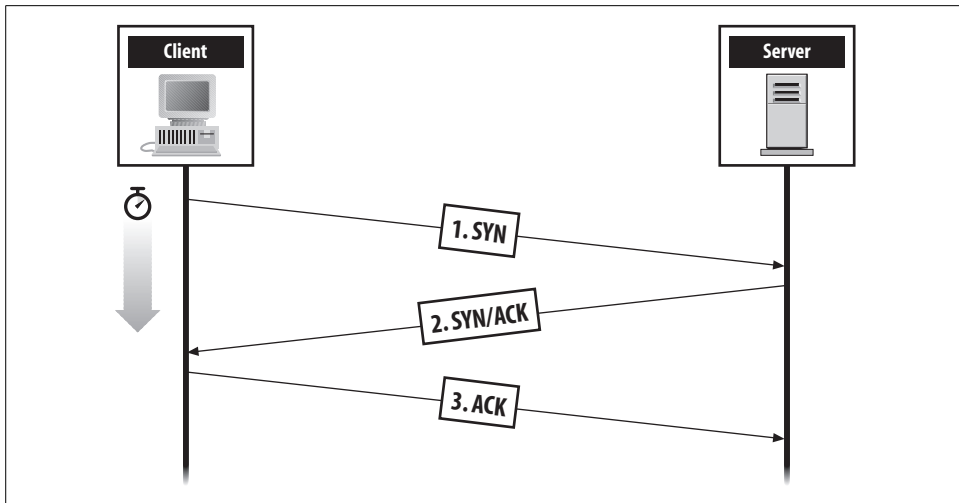 Client
Server
1. SYN
2. SYN/ACK
3. ACK